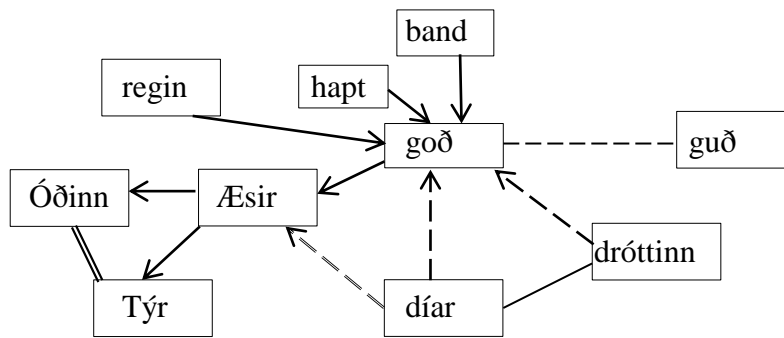 band
regin
hapt
goð
guð
Óðinn
Æsir
dróttinn
Týr
díar